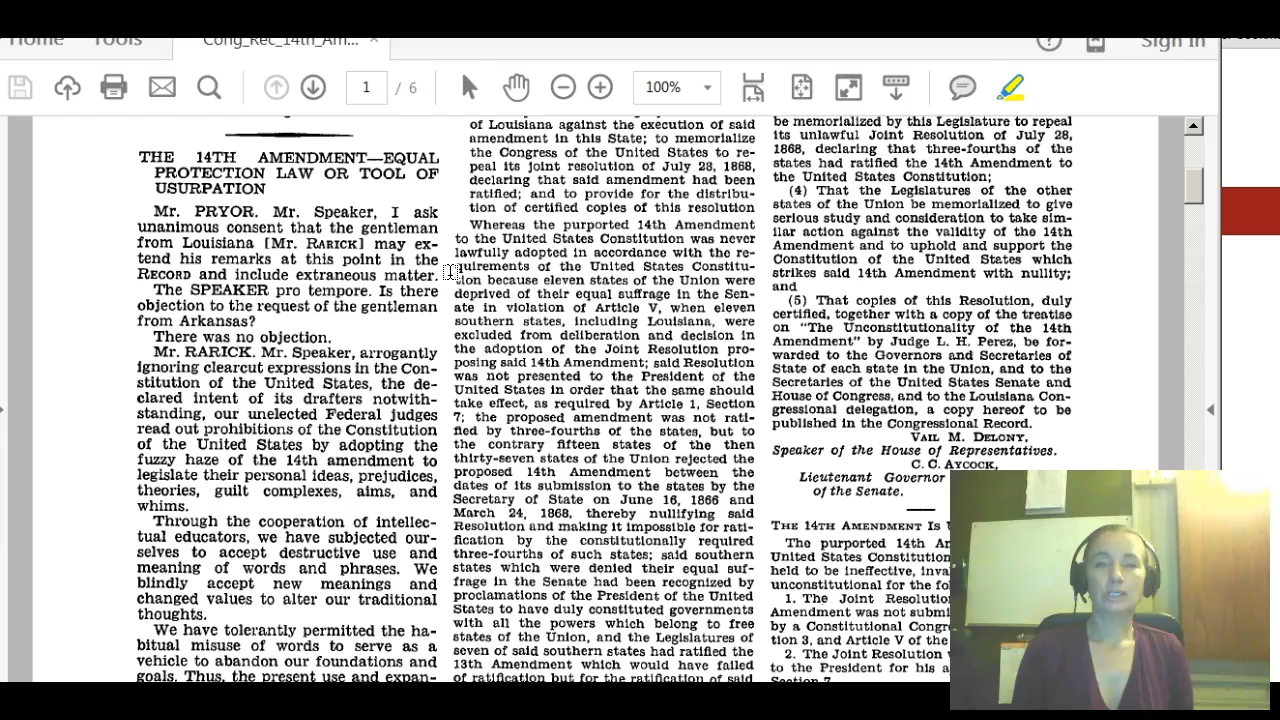 Home Tools Cong_Rec_14th_Am... × Sign In
1 / 6 100%
THE 14TH AMENDMENT—EQUAL
PROTECTION LAW OR TOOL OF
USURPATION
Mr. PRYOR. Mr. Speaker, I ask
unanimous consent that the gentleman
from Louisiana [Mr. RARICK] may ex-
tend his remarks at this point in the
RECORD and include extraneous matter.
The SPEAKER pro tempore. Is there
objection to the request of the gentleman
from Arkansas?
There was no objection.
Mr. RARICK. Mr. Speaker, arrogantly
ignoring clearcut expressions in the Con-
stitution of the United States, the de-
clared intent of its drafters notwith-
standing, our unelected Federal judges
read out prohibitions of the Constitution
of the United States by adopting the
fuzzy haze of the 14th amendment to
legislate their personal ideas, prejudices,
theories, guilt complexes, aims, and
whims.
Through the cooperation of intellec-
tual educators, we have subjected our-
selves to accept destructive use and
meaning of words and phrases. We
blindly accept new meanings and
changed values to alter our traditional
thoughts.
We have tolerantly permitted the ha-
bitual misuse of words to serve as a
vehicle to abandon our foundations and
goals. Thus, the present use and expan-
of Louisiana against the execution of said
amendment in this State; to memorialize
the Congress of the United States to re-
peal its joint resolution of July 28, 1868,
declaring that said amendment had been
ratified; and to provide for the distribu-
tion of certified copies of this resolution
Whereas the purported 14th Amendment
to the United States Constitution was never
lawfully adopted in accordance with the re-
quirements of the United States Constitu-
tion because eleven states of the Union were
deprived of their equal suffrage in the Sen-
ate in violation of Article V, when eleven
southern states, including Louisiana, were
excluded from deliberation and decision in
the adoption of the Joint Resolution pro-
posing said 14th Amendment; said Resolution
was not presented to the President of the
United States in order that the same should
take effect, as required by Article 1, Section
7; the proposed amendment was not rati-
fied by three-fourths of the states, but to
the contrary fifteen states of the then
thirty-seven states of the Union rejected the
proposed 14th Amendment between the
dates of its submission to the states by the
Secretary of State on June 16, 1866 and
March 24, 1868, thereby nullifying said
Resolution and making it impossible for rati-
fication by the constitutionally required
three-fourths of such states; said southern
states which were denied their equal suf-
frage in the Senate had been recognized by
proclamations of the President of the United
States to have duly constituted governments
with all the powers which belong to free
states of the Union, and the Legislatures of
seven of said southern states had ratified the
13th Amendment which would have failed
of ratification but for the ratification of said
be memorialized by this Legislature to repeal
its unlawful Joint Resolution of July 28,
1868, declaring that three-fourths of the
states had ratified the 14th Amendment to
the United States Constitution;
(4) That the Legislatures of the other
states of the Union be memorialized to give
serious study and consideration to take sim-
ilar action against the validity of the 14th
Amendment and to uphold and support the
Constitution of the United States which
strikes said 14th Amendment with nullity;
and
(5) That copies of this Resolution, duly
certified, together with a copy of the treatise
on "The Unconstitutionality of the 14th
Amendment" by Judge L. H. Perez, be for-
warded to the Governors and Secretaries of
State of each state in the Union, and to the
Secretaries of the United States Senate and
House of Congress, and to the Louisiana Con-
gressional delegation, a copy hereof to be
published in the Congressional Record.
VAIL M. DELONY,
Speaker of the House of Representatives.
C. C. AYCOCK,
Lieutenant Governor
of the Senate.
THE 14TH AMENDMENT IS
The purported 14th
United States Constitution
held to be ineffective,
unconstitutional for the
1. The Joint
Amendment was not
by a Constitutional
tion 3, and Article V of the
2. The Joint Resolution
to the President for his
Section 7